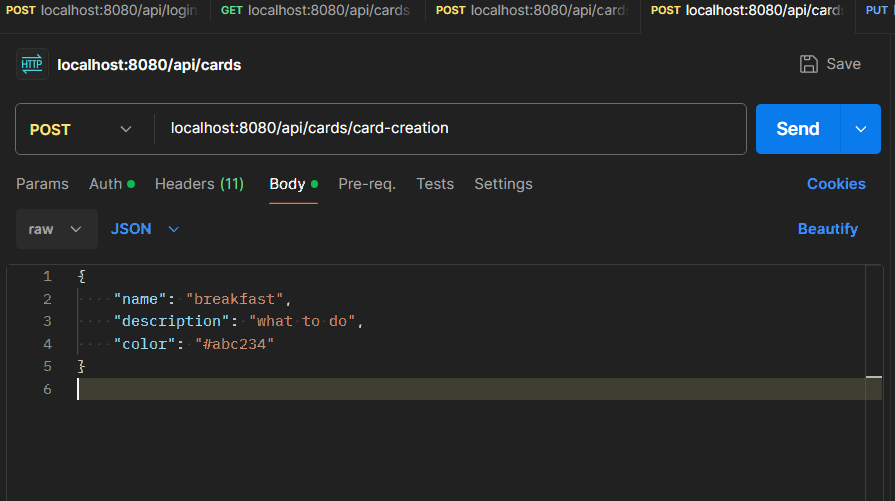 POST localhost:8080/api/login GET localhost:8080/api/cards POST localhost:8080/api/cards POST localhost:8080/api/cards PUT
HTTP localhost:8080/api/cards Save
POST localhost:8080/api/cards/card-creation Send
Params Auth Headers (11) Body Pre-req. Tests Settings Cookies
raw JSON Beautify
1 {
2 "name": "breakfast",
3 "description": "what to do",
4 "color": "#abc234"
5 }
6